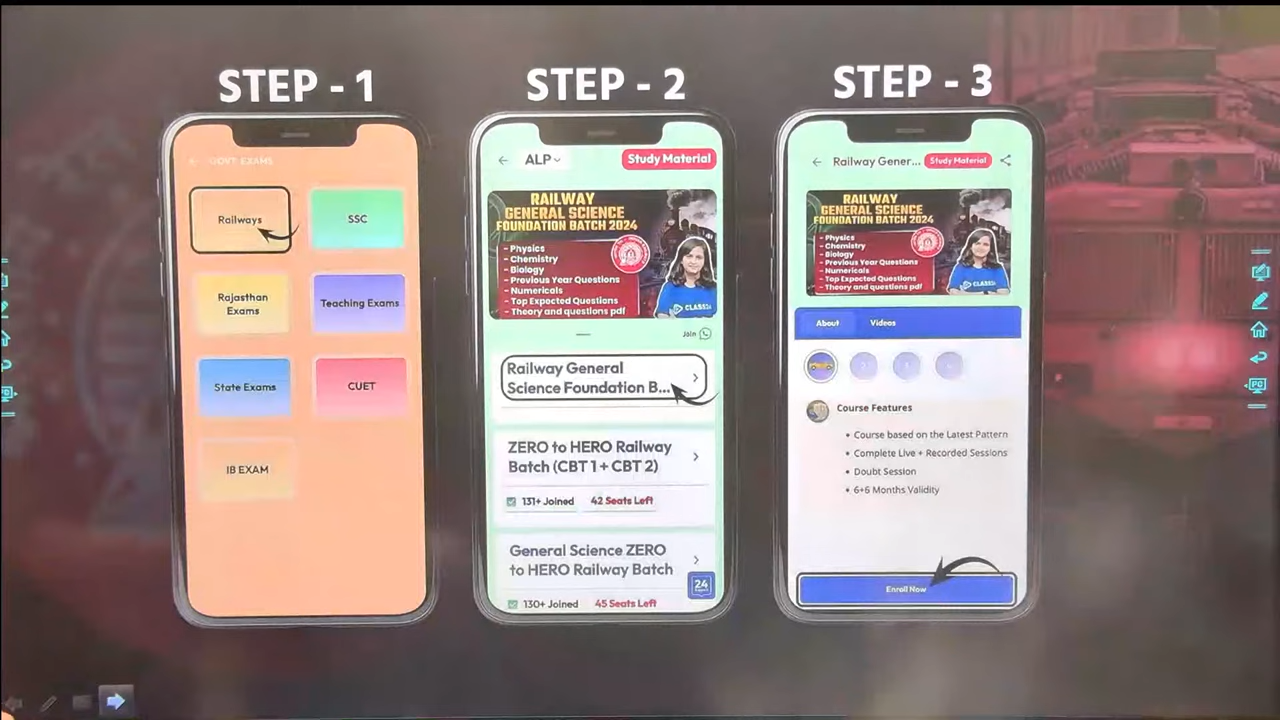 STEP - 1
STEP - 2
STEP - 3
GOVT EXAMS
Railways
SSC
Rajasthan
Exams
Teaching Exams
State Exams
CUET
IB EXAM
ALP
Study Material
RAILWAY
GENERAL SCIENCE
FOUNDATION BATCH 2024
- Physics
- Chemistry
- Biology
- Previous Year Questions
- Numericals
- Top Expected Questions
- Theory and questions pdf
CLASS24
Join
Railway General
Science Foundation B...
ZERO to HERO Railway
Batch (CBT 1 + CBT 2)
131+ Joined
42 Seats Left
General Science ZERO
to HERO Railway Batch
130+ Joined
45 Seats Left
24
Railway Gener...
Study Material
RAILWAY
GENERAL SCIENCE
FOUNDATION BATCH 2024
- Physics
- Chemistry
- Biology
- Previous Year Questions
- Numericals
- Top Expected Questions
- Theory and questions pdf
CLASS24
About
Videos
Course Features
• Course based on the Latest Pattern
• Complete Live + Recorded Sessions
• Doubt Session
• 6+6 Months Validity
Enroll Now